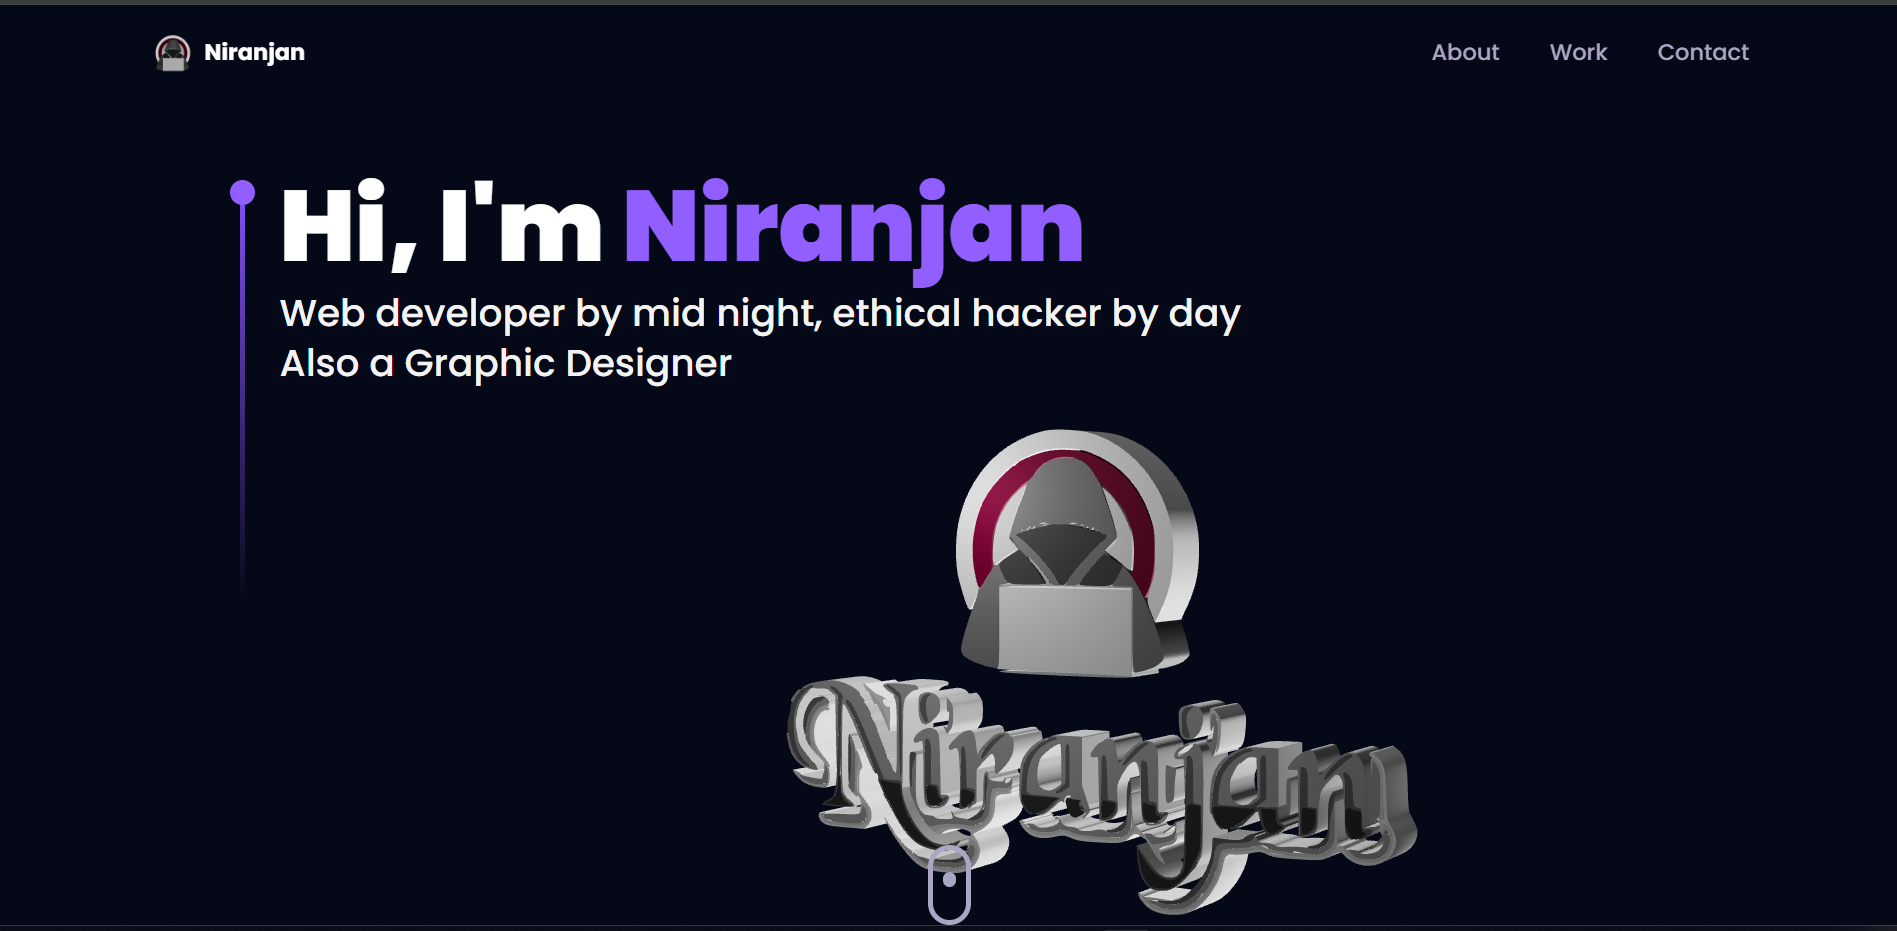 Niranjan
About
Work
Contact
Hi, I'm Niranjan
Web developer by mid night, ethical hacker by day
Also a Graphic Designer
Niranjan